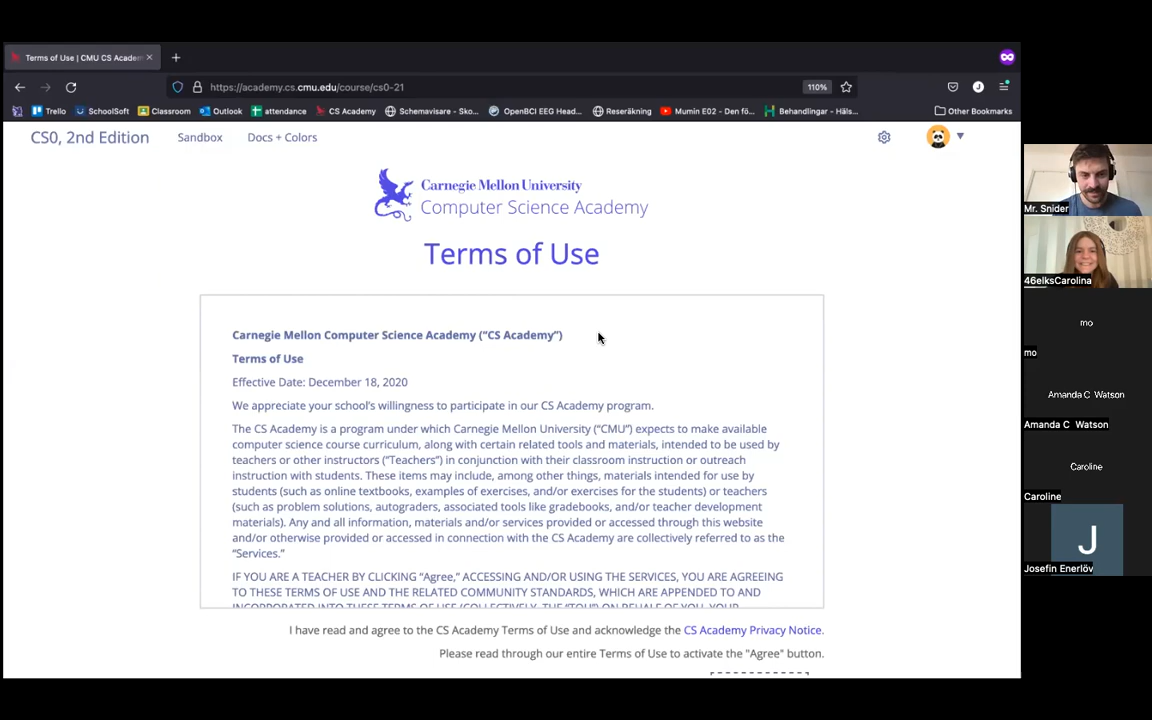 Terms of Use | CMU CS Academ
https://academy.cs.cmu.edu/course/cs0-21
110%
Trello
SchoolSoft
Classroom
Outlook
attendance
CS Academy
Schemavisare - Sko...
OpenBCI EEG Head...
Reseräkning
Mumin E02 - Den fö...
Behandlingar - Häls...
Other Bookmarks
CS0, 2nd Edition
Sandbox
Docs + Colors
Carnegie Mellon University
Computer Science Academy
Terms of Use
Carnegie Mellon Computer Science Academy (“CS Academy”)
Terms of Use
Effective Date: December 18, 2020
We appreciate your school’s willingness to participate in our CS Academy program.
The CS Academy is a program under which Carnegie Mellon University (“CMU”) expects to make available
computer science course curriculum, along with certain related tools and materials, intended to be used by
teachers or other instructors (“Teachers”) in conjunction with their classroom instruction or outreach
instruction with students. These items may include, among other things, materials intended for use by
students (such as online textbooks, examples of exercises, and/or exercises for the students) or teachers
(such as problem solutions, autograders, associated tools like gradebooks, and/or teacher development
materials). Any and all information, materials and/or services provided or accessed through this website
and/or otherwise provided or accessed in connection with the CS Academy are collectively referred to as the
“Services.”
IF YOU ARE A TEACHER BY CLICKING “Agree,” ACCESSING AND/OR USING THE SERVICES, YOU ARE AGREEING
TO THESE TERMS OF USE AND THE RELATED COMMUNITY STANDARDS, WHICH ARE APPENDED TO AND
INCORPORATED INTO THESE TERMS OF USE (COLLECTIVELY, THE “TOU”) ON BEHALF OF YOU, YOUR
I have read and agree to the CS Academy Terms of Use and acknowledge the CS Academy Privacy Notice.
Please read through our entire Terms of Use to activate the "Agree" button.
Mr. Snider
46elksCarolina
mo
mo
Amanda C Watson
Amanda C Watson
Caroline
Caroline
J
Josefin Enerlöv